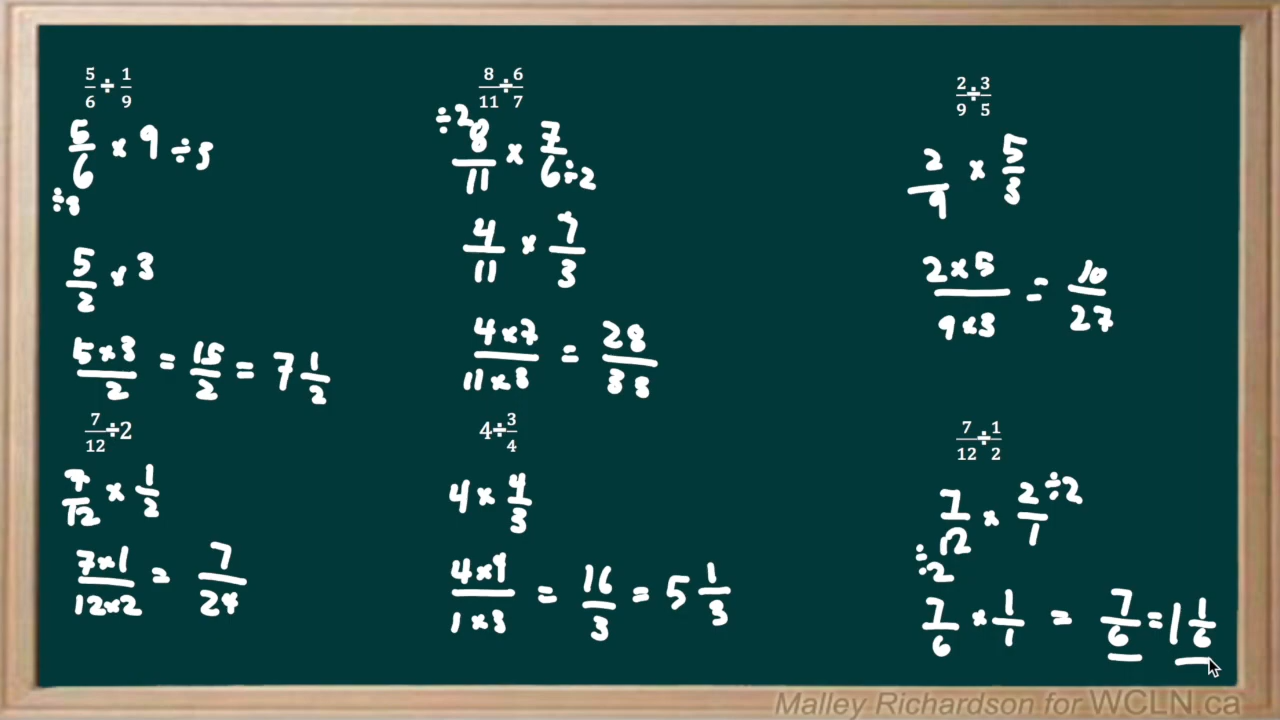 5/6 ÷ 1/9
5/6 × 9 ÷3
÷3
5/2 × 3
5×3/2 = 15/2 = 7 1/2
8/11 ÷ 6/7
÷2 8/11 × 7/6 ÷2
4/11 × 7/3
4×7/11×3 = 28/33
2/9 ÷ 3/5
2/9 × 5/3
2×5/9×3 = 10/27
7/12 ÷ 2
7/12 × 1/2
7×1/12×2 = 7/24
4 ÷ 3/4
4 × 4/3
4×4/1×3 = 16/3 = 5 1/3
7/12 ÷ 1/2
7/12 × 2/1 ÷2
÷2
7/6 × 1/1 = 7/6 = 1 1/6
Malley Richardson for WCLN.ca